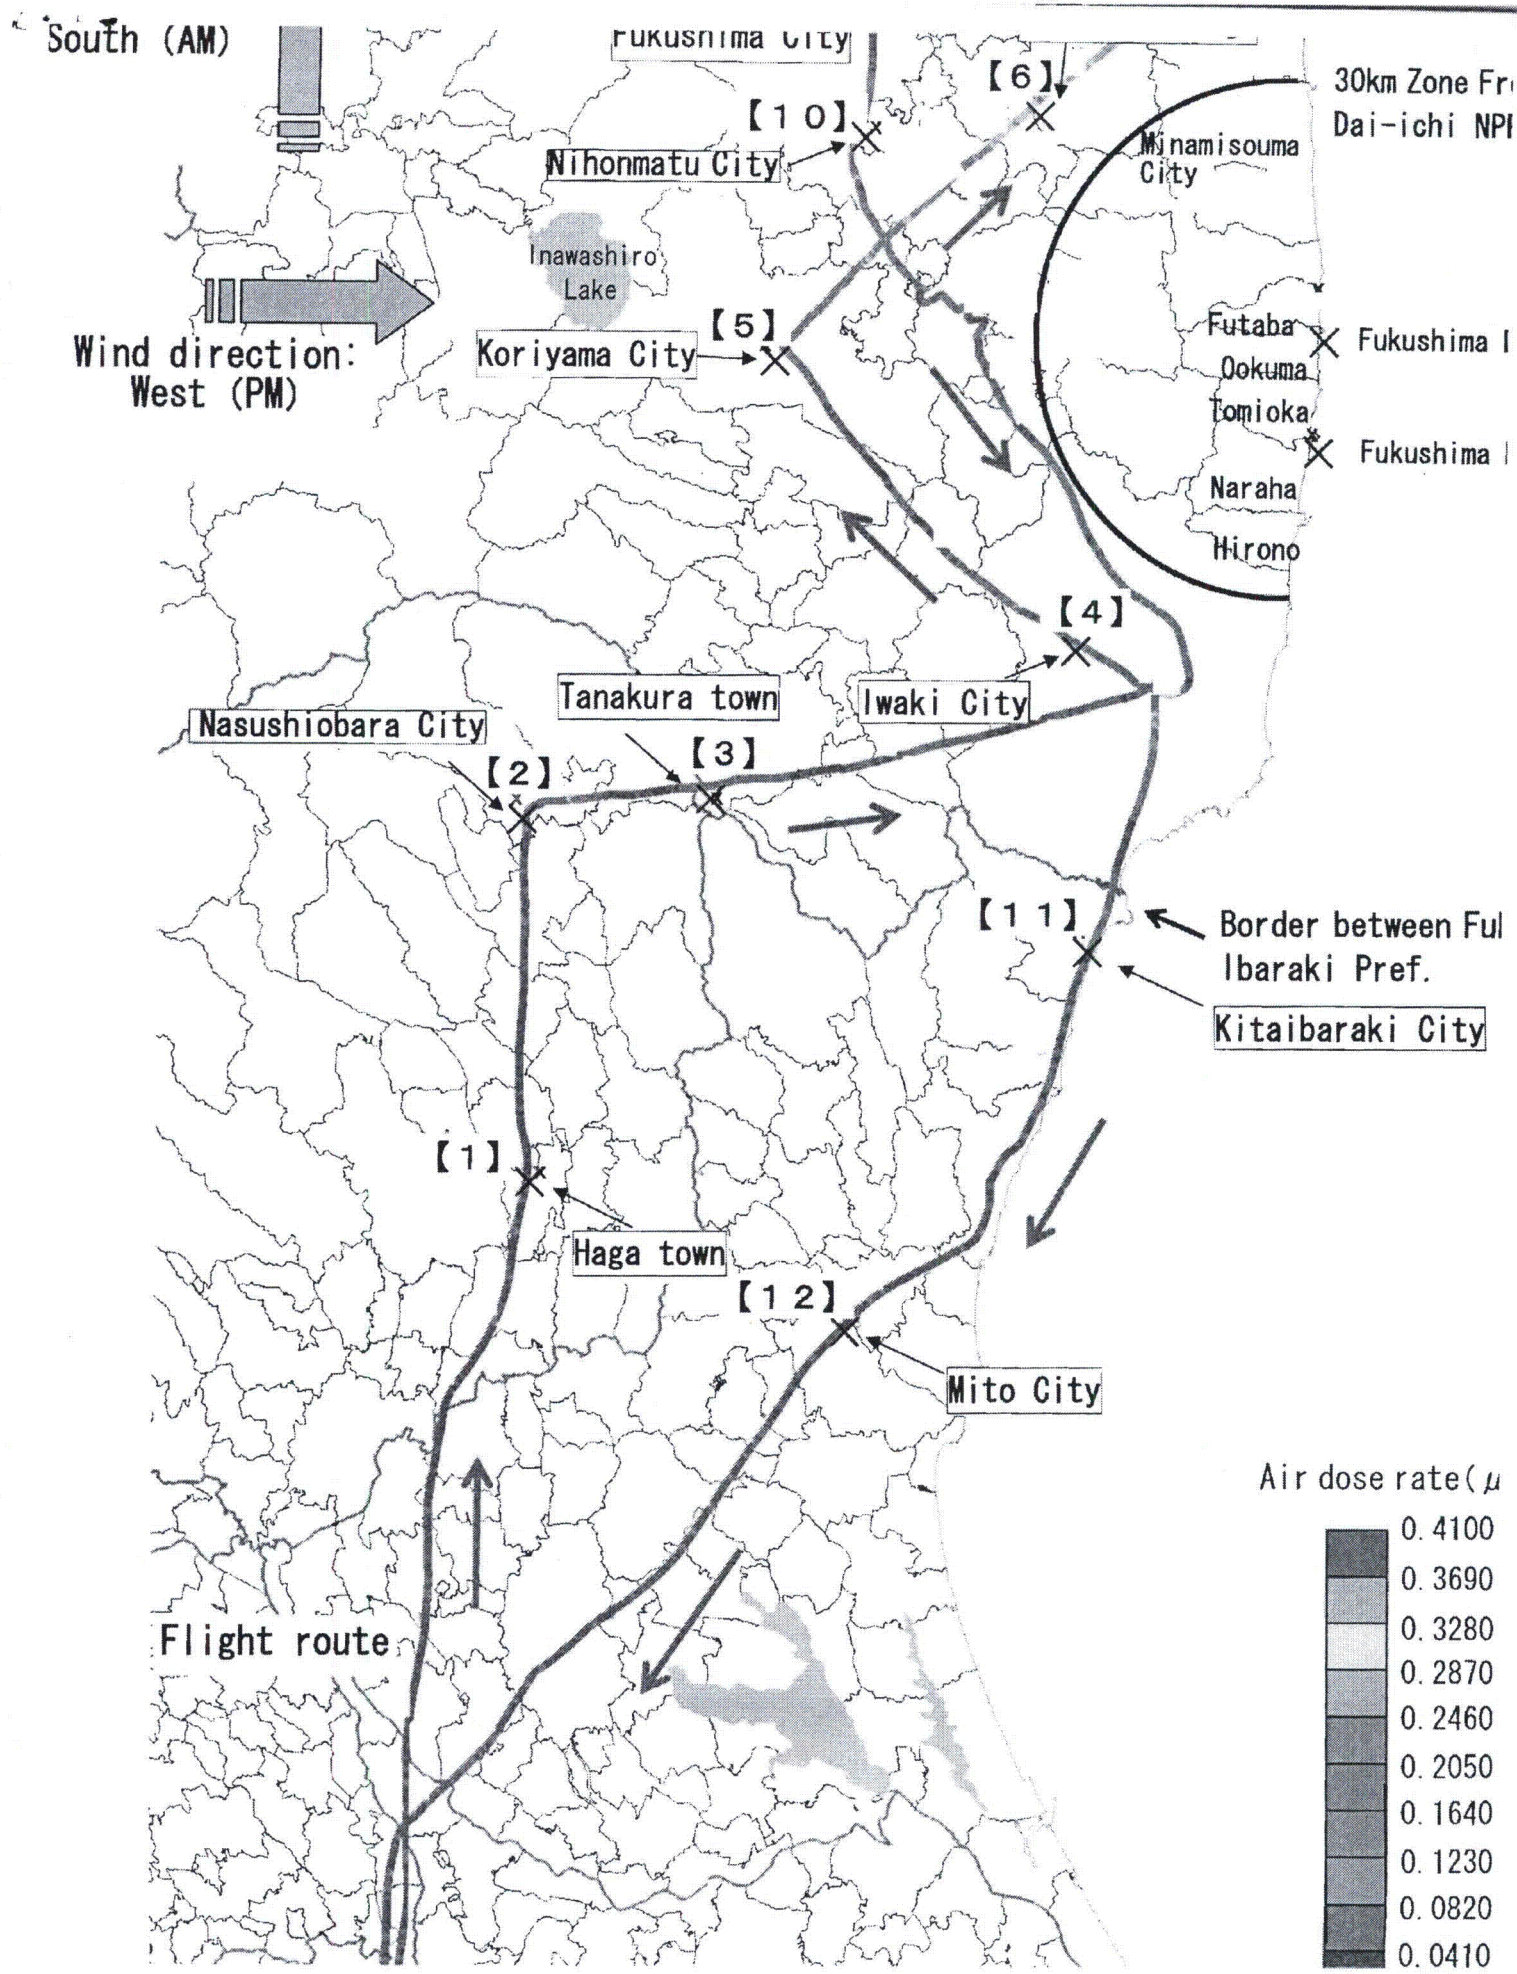 South (AM)
Fukushima City
【6】
30km Zone
Dai-ichi
【10】
Minamisouma
City
Nihonmatu City
Inawashiro
Lake
【5】
Futaba
Fukushima
Koriyama City
Wind direction:
West (PM)
Ookuma
Tomioka
Fukushima
Naraha
Hirono
【4】
Tanakura town
Iwaki City
Nasushiobara City
【3】
【2】
【11】
Border between
Ibaraki Pref.
Kitaibaraki City
【1】
Haga town
【12】
Mito City
Air dose rate(μ
0.4100
0.3690
0.3280
Flight route
0.2870
0.2460
0.2050
0.1640
0.1230
0.0820
0.0410